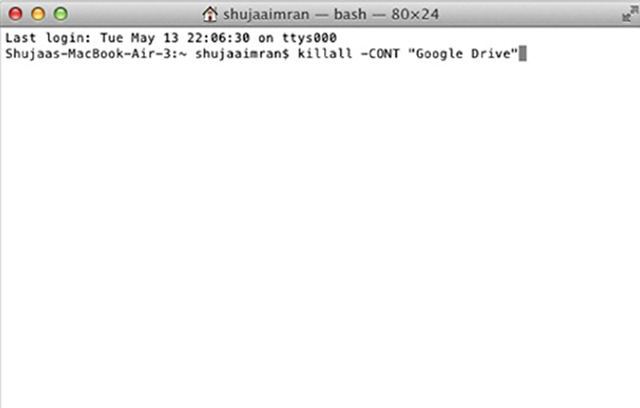 shujaaimran — bash — 80×24
Last login: Tue May 13 22:06:30 on ttys000
Shujaas-MacBook-Air-3:~ shujaaimran$ killall -CONT "Google Drive"